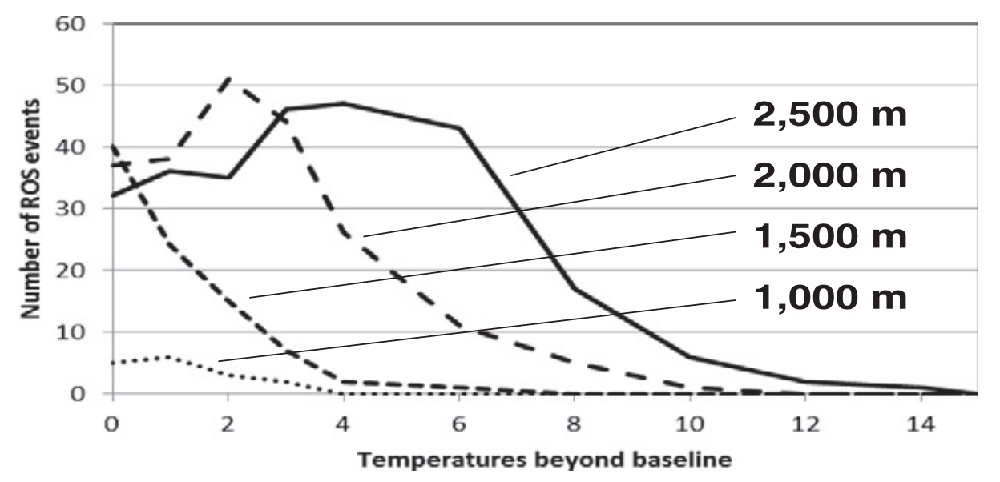 60
50
40
30
20
10
0
Number of ROS events
2,500 m
2,000 m
1,500 m
1,000 m
0 2 4 6 8 10 12 14
Temperatures beyond baseline